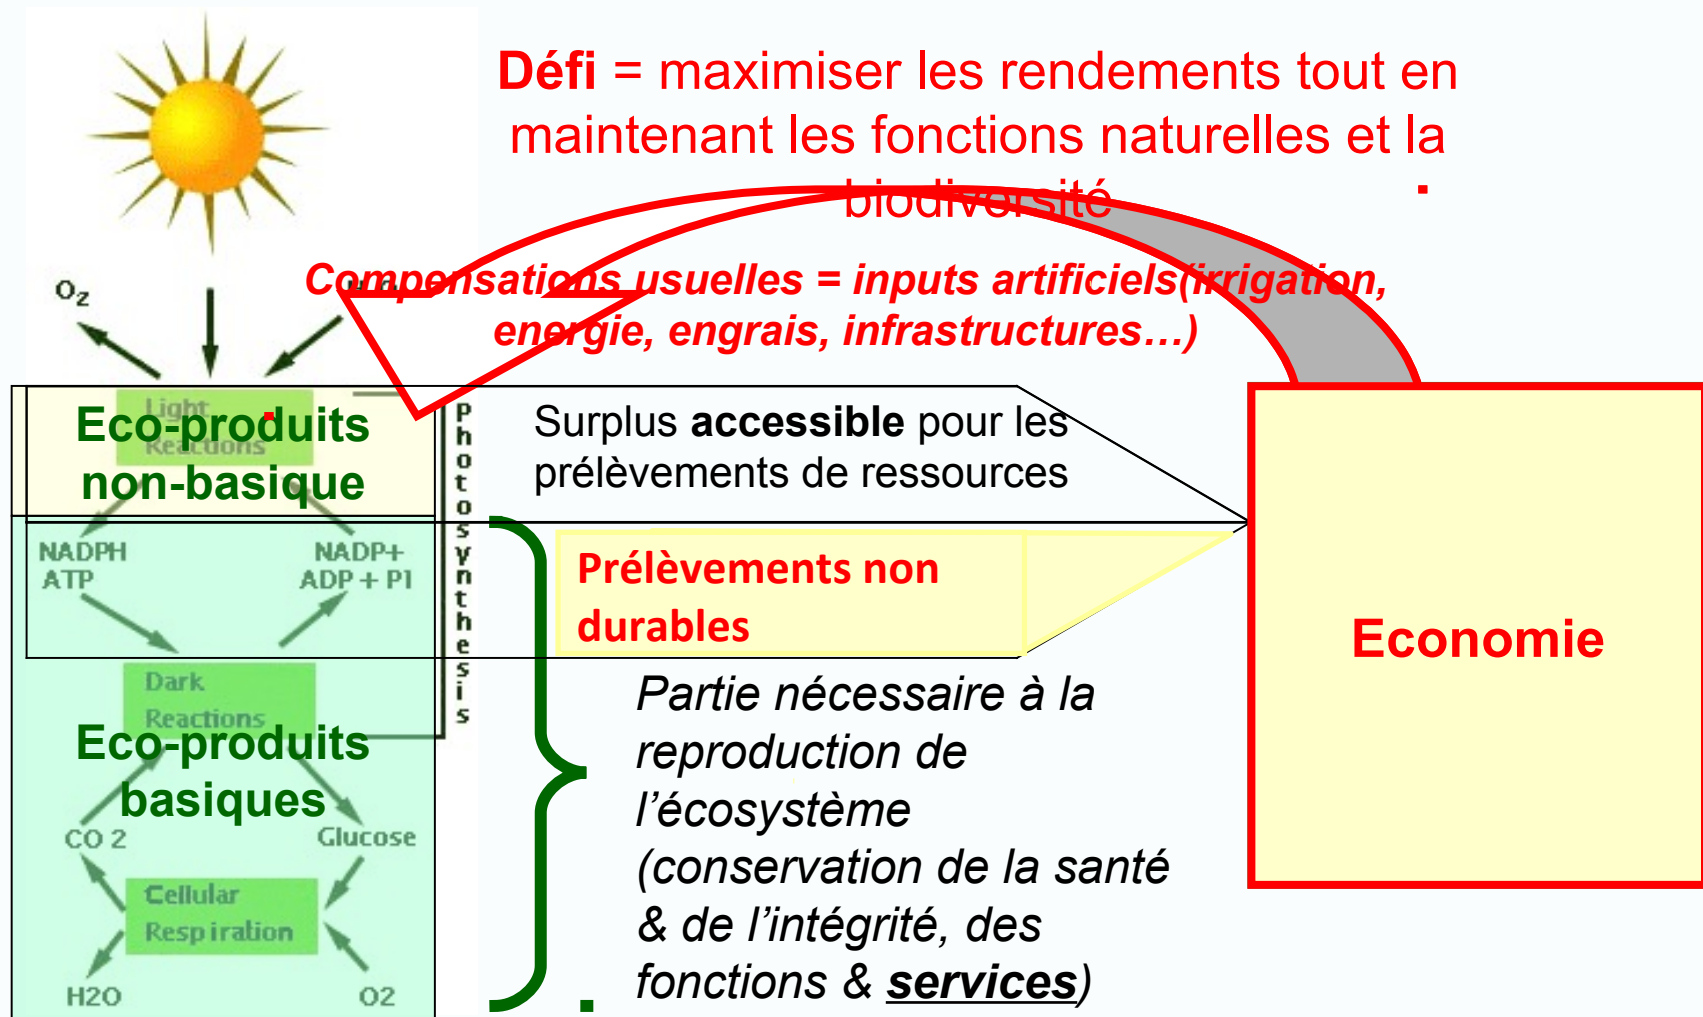 Défi = maximiser les rendements tout en
maintenant les fonctions naturelles et la
biodiversité
Compensations usuelles = inputs artificiels(irrigation,
energie, engrais, infrastructures…)
O2
Light
Reactions
Eco-produits
non-basique
Photosynthesis
Surplus accessible pour les
prélèvements de ressources
NADPH
ATP
NADP+
ADP + P1
Prélèvements non
durables
Economie
Dark
Reactions
Eco-produits
basiques
Partie nécessaire à la
reproduction de
l’écosystème
(conservation de la santé
& de l’intégrité, des
fonctions & services)
CO 2
Glucose
Cellular
Respiration
H2O
O2